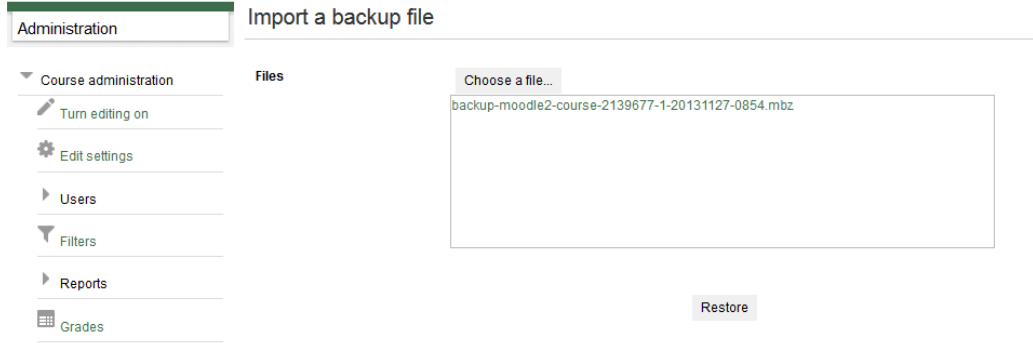 Administration
Course administration
Turn editing on
Edit settings
Users
Filters
Reports
Grades
Import a backup file
Files
Choose a file...
backup-moodle2-course-2139677-1-20131127-0854.mbz
Restore